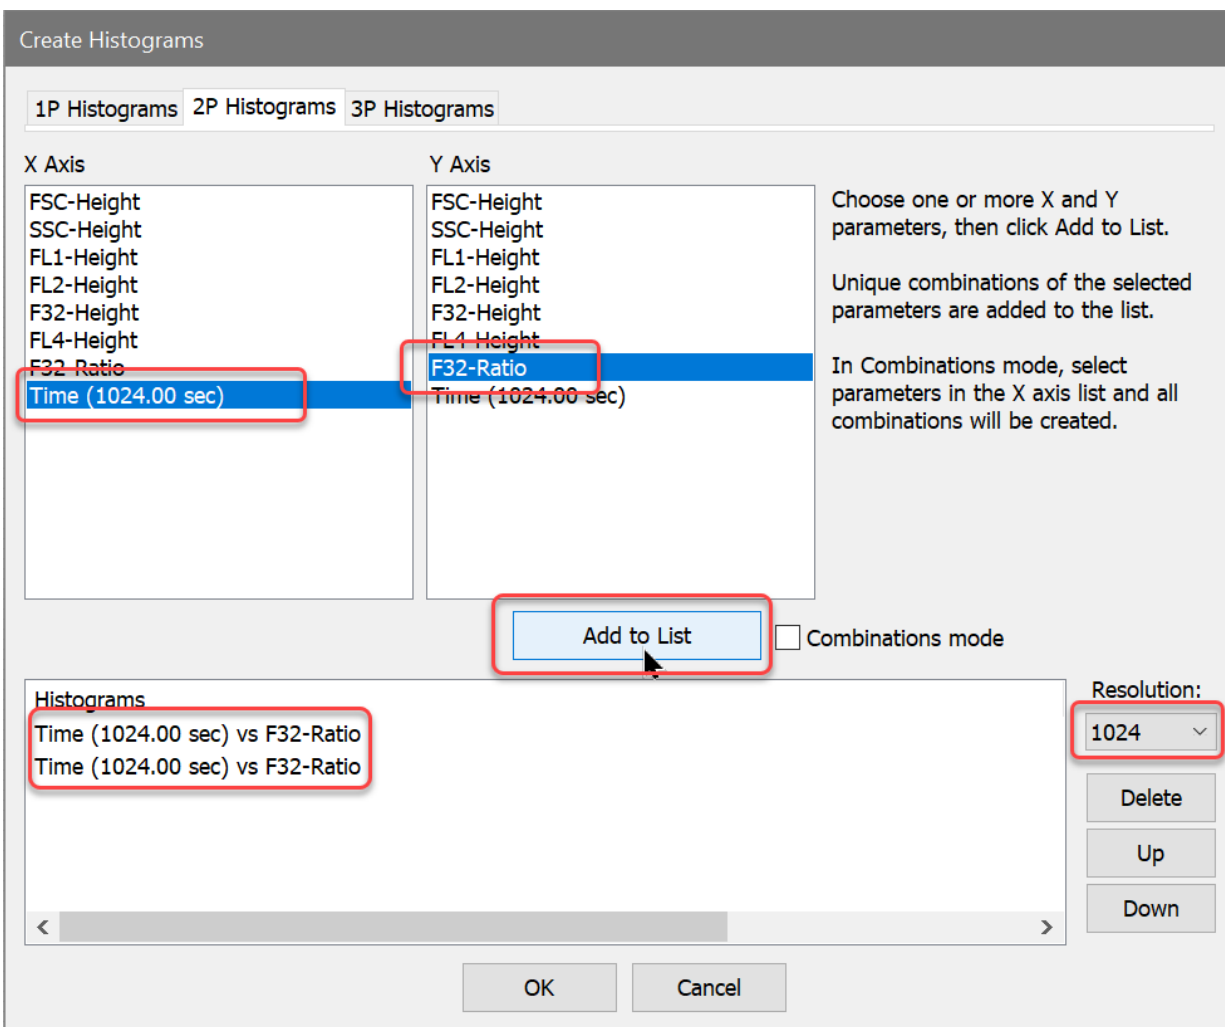 Create Histograms
1P Histograms 2P Histograms 3P Histograms
X Axis
FSC-Height
SSC-Height
FL1-Height
FL2-Height
F32-Height
FL4-Height
F32-Ratio
Time (1024.00 sec)
Y Axis
FSC-Height
SSC-Height
FL1-Height
FL2-Height
F32-Height
FL4-Height
F32-Ratio
Time (1024.00 sec)
Choose one or more X and Y
parameters, then click Add to List.
Unique combinations of the selected
parameters are added to the list.
In Combinations mode, select
parameters in the X axis list and all
combinations will be created.
Add to List
Combinations mode
Histograms
Time (1024.00 sec) vs F32-Ratio
Time (1024.00 sec) vs F32-Ratio
Resolution:
1024
Delete
Up
Down
OK
Cancel